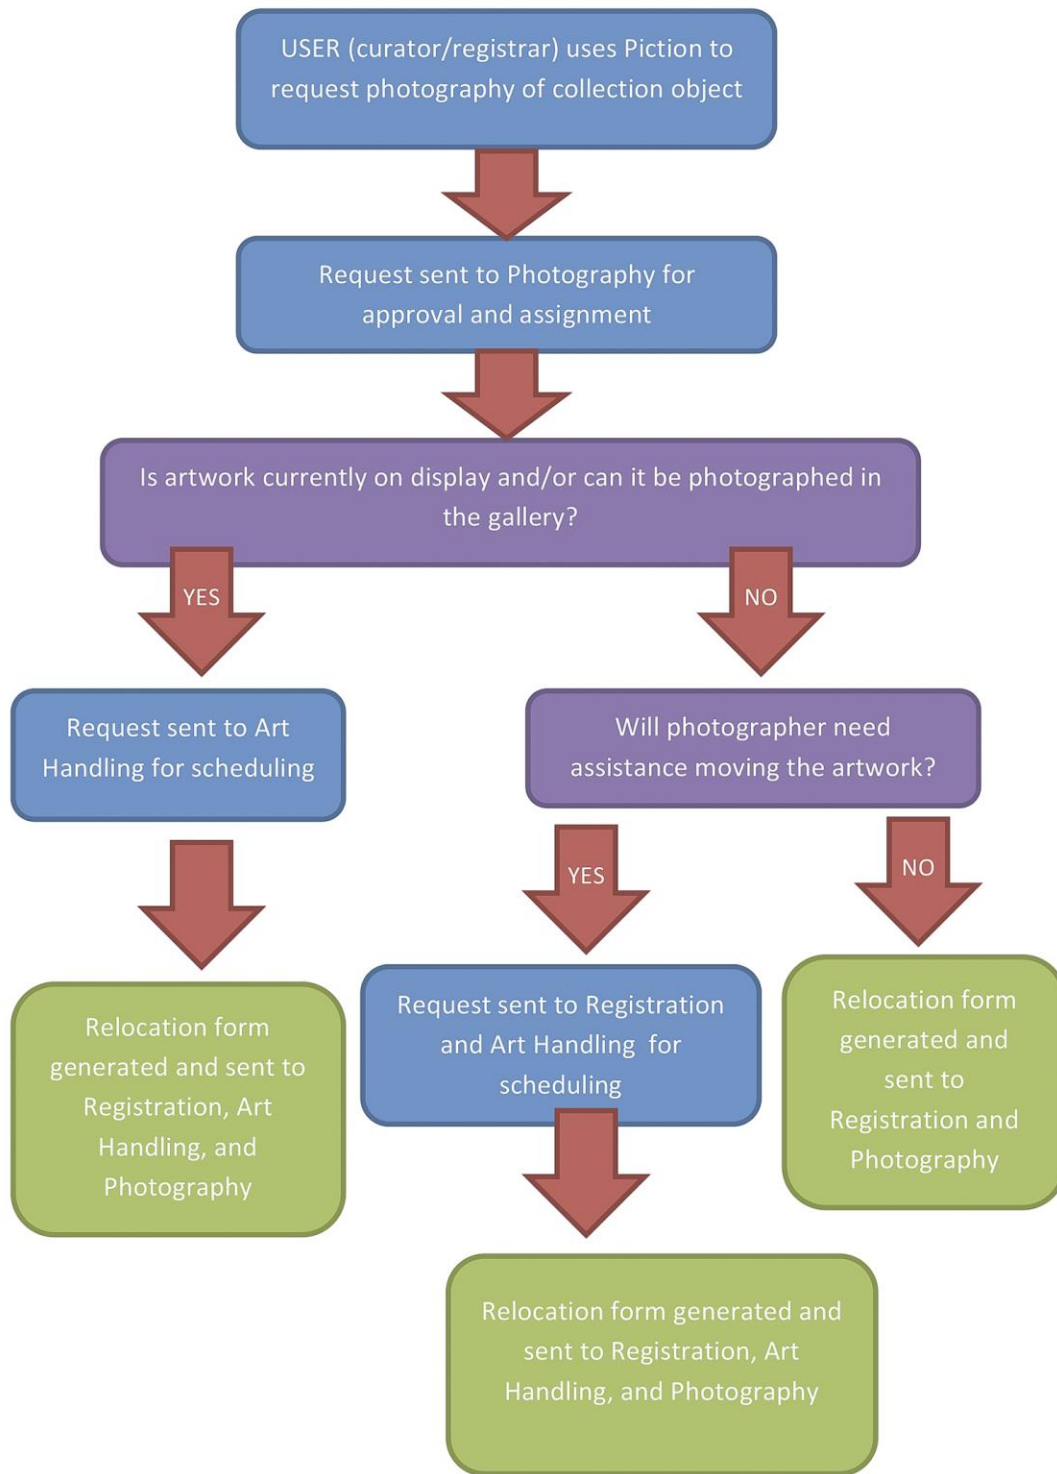 USER (curator/registrar) uses Piction to
request photography of collection object
Request sent to Photography for
approval and assignment
Is artwork currently on display and/or can it be photographed in
the gallery?
YES
NO
Request sent to Art
Handling for scheduling
Will photographer need
assistance moving the artwork?
YES
NO
Relocation form
generated and sent to
Registration, Art
Handling, and
Photography
Request sent to Registration
and Art Handling for
scheduling
Relocation form
generated and
sent to
Registration and
Photography
Relocation form generated and
sent to Registration, Art
Handling, and Photography